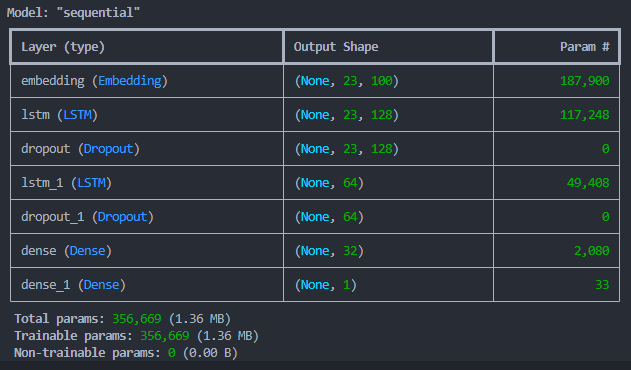 Model: "sequential"
Layer (type) Output Shape Param #
embedding (Embedding) (None, 23, 100) 187,900
lstm (LSTM) (None, 23, 128) 117,248
dropout (Dropout) (None, 23, 128) 0
lstm_1 (LSTM) (None, 64) 49,408
dropout_1 (Dropout) (None, 64) 0
dense (Dense) (None, 32) 2,080
dense_1 (Dense) (None, 1) 33
Total params: 356,669 (1.36 MB)
Trainable params: 356,669 (1.36 MB)
Non-trainable params: 0 (0.00 B)